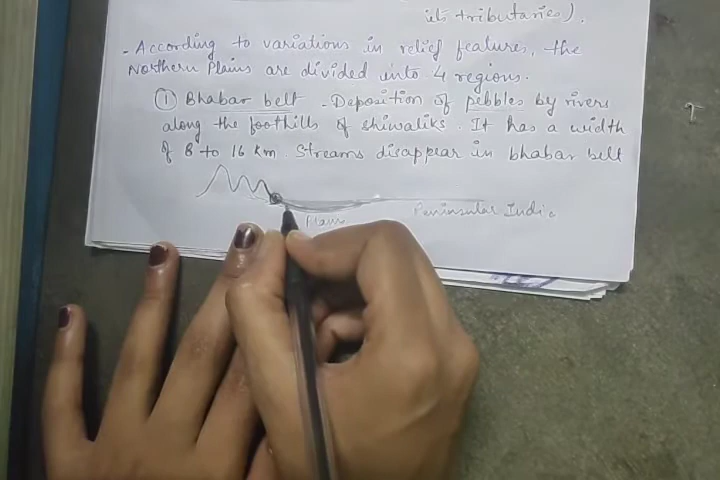 its tributaries).
- According to variations in relief features, the
Northern Plains are divided into 4 regions.
① Bhabar belt - Deposition of pebbles by rivers
along the foothills of shiwaliks. It has a width
of 8 to 16 Km. Streams disappear in bhabar belt
Plains
Peninsular India